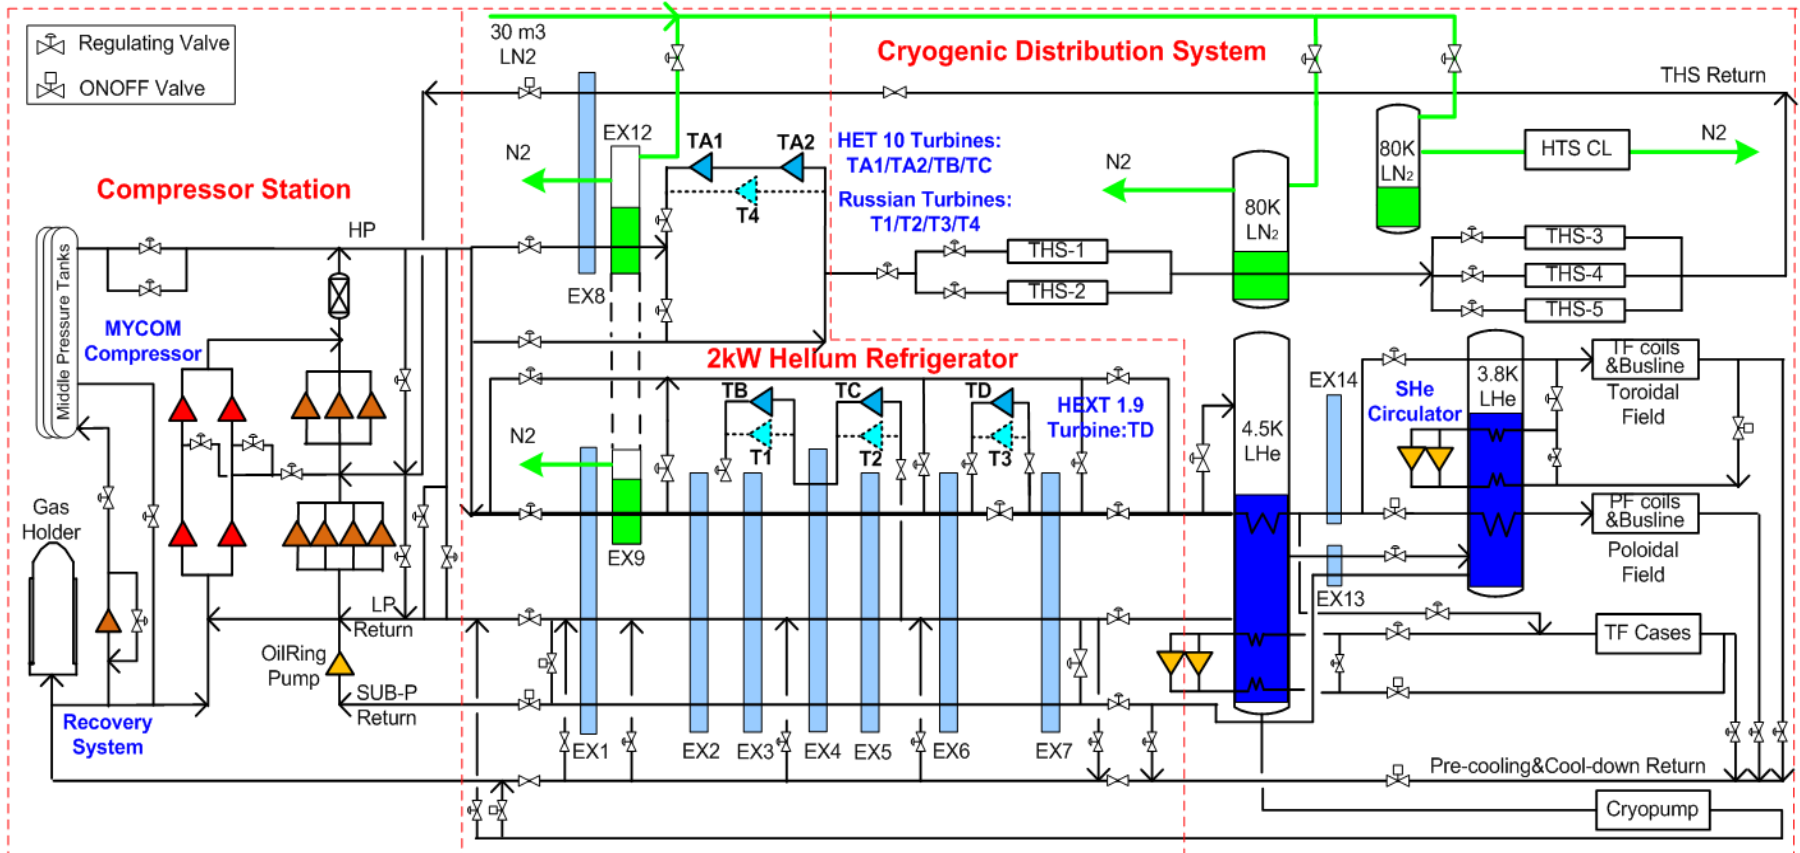 Regulating Valve
ONOFF Valve
30 m3
LN2
Cryogenic Distribution System
THS Return
EX12
TA1
TA2
HET 10 Turbines:
TA1/TA2/TB/TC
N2
T4
Russian Turbines:
T1/T2/T3/T4
N2
80K
LN2
80K
LN2
HTS CL
N2
Compressor Station
HP
EX8
THS-1
THS-2
THS-3
THS-4
THS-5
Middle Pressure Tanks
MYCOM
Compressor
2kW Helium Refrigerator
TB
TC
TD
HEXT 1.9
Turbine:TD
T1
T2
T3
N2
EX9
4.5K
LHe
EX14
SHe
Circulator
3.8K
LHe
TF coils
&Busline
Toroidal
Field
PF coils
&Busline
Poloidal
Field
EX13
Gas
Holder
LP
Return
OilRing
Pump
SUB-P
Return
TF Cases
Recovery
System
EX1
EX2
EX3
EX4
EX5
EX6
EX7
Pre-cooling&Cool-down Return
Cryopump